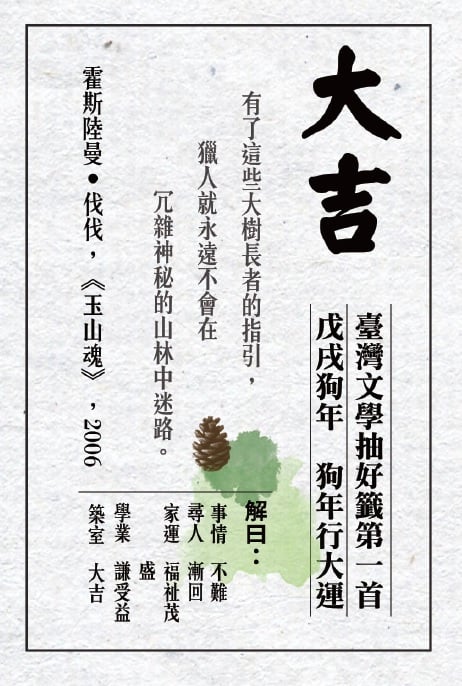 大吉
臺灣文學抽好籤第一首
戊戌狗年 狗年行大運
有了這些大樹長者的指引，
獵人就永遠不會在
冗雜神秘的山林中迷路。
霍斯陸曼•伐伐，《玉山魂》，2006
解曰：
事情 不難
尋人 漸回
家運 福祉茂
盛
學業 謙受益
築室 大吉